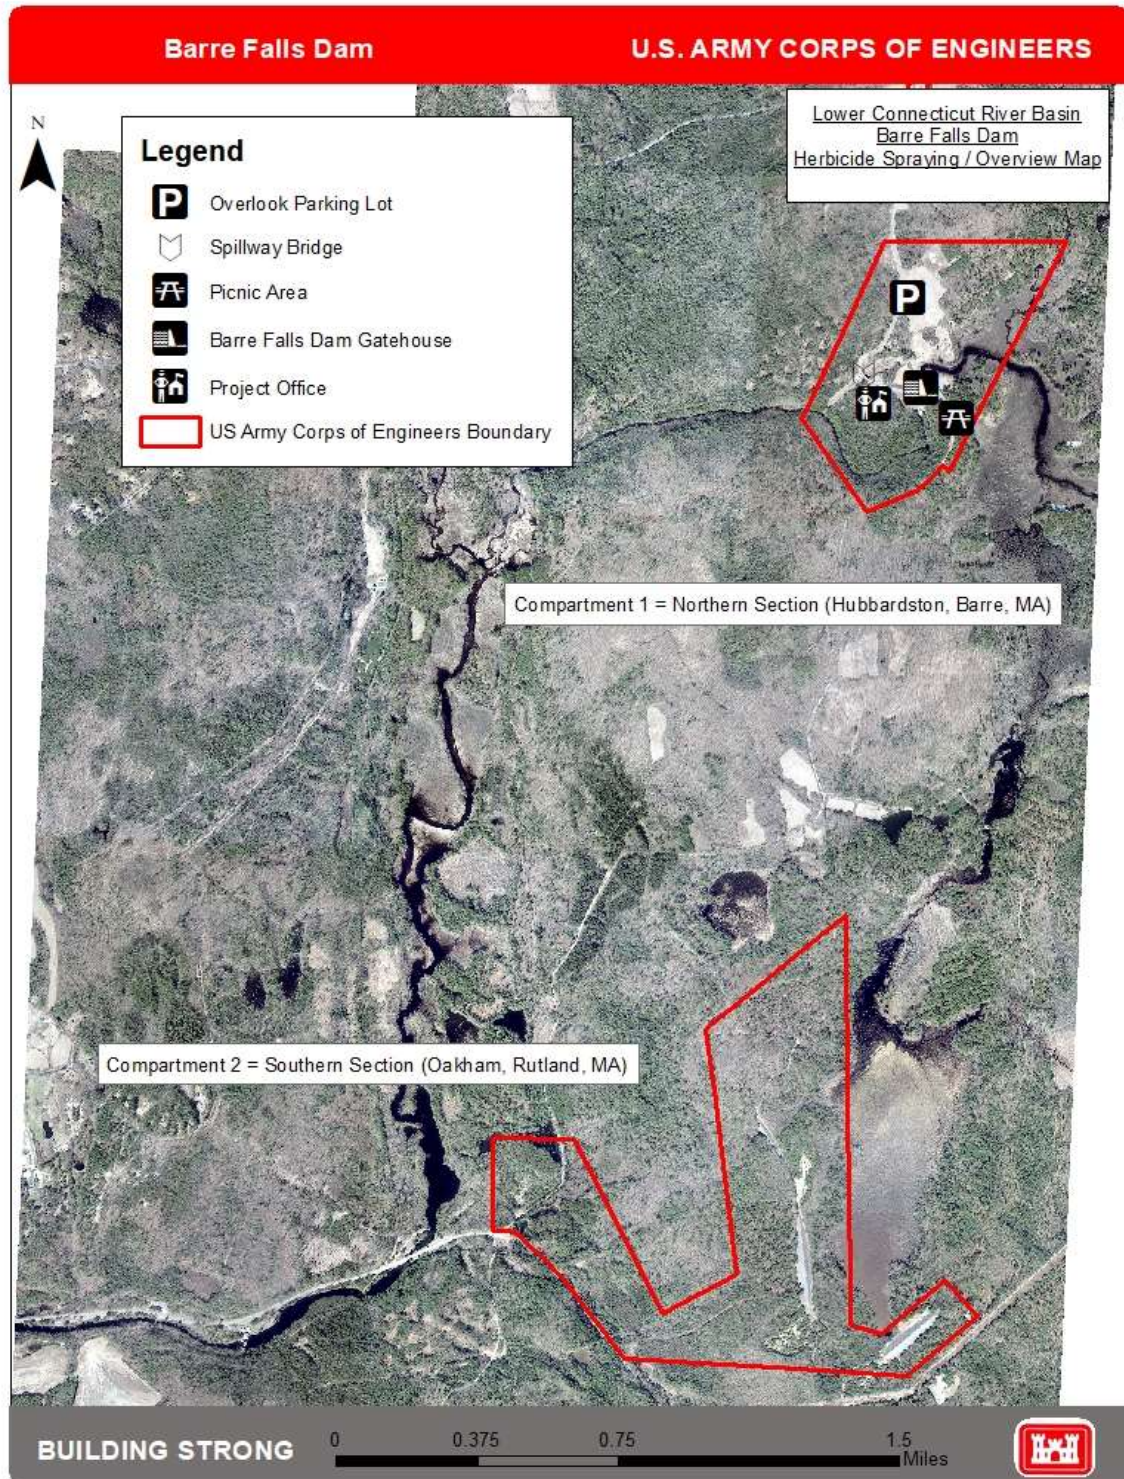 Barre Falls Dam
U.S. ARMY CORPS OF ENGINEERS
Lower Connecticut River Basin
Barre Falls Dam
Herbicide Spraying / Overview Map
N
Legend
P Overlook Parking Lot
Spillway Bridge
Picnic Area
Barre Falls Dam Gatehouse
Project Office
US Army Corps of Engineers Boundary
P
Compartment 1 = Northern Section (Hubbardston, Barre, MA)
Compartment 2 = Southern Section (Oakham, Rutland, MA)
BUILDING STRONG
0 0.375 0.75 1.5
Miles